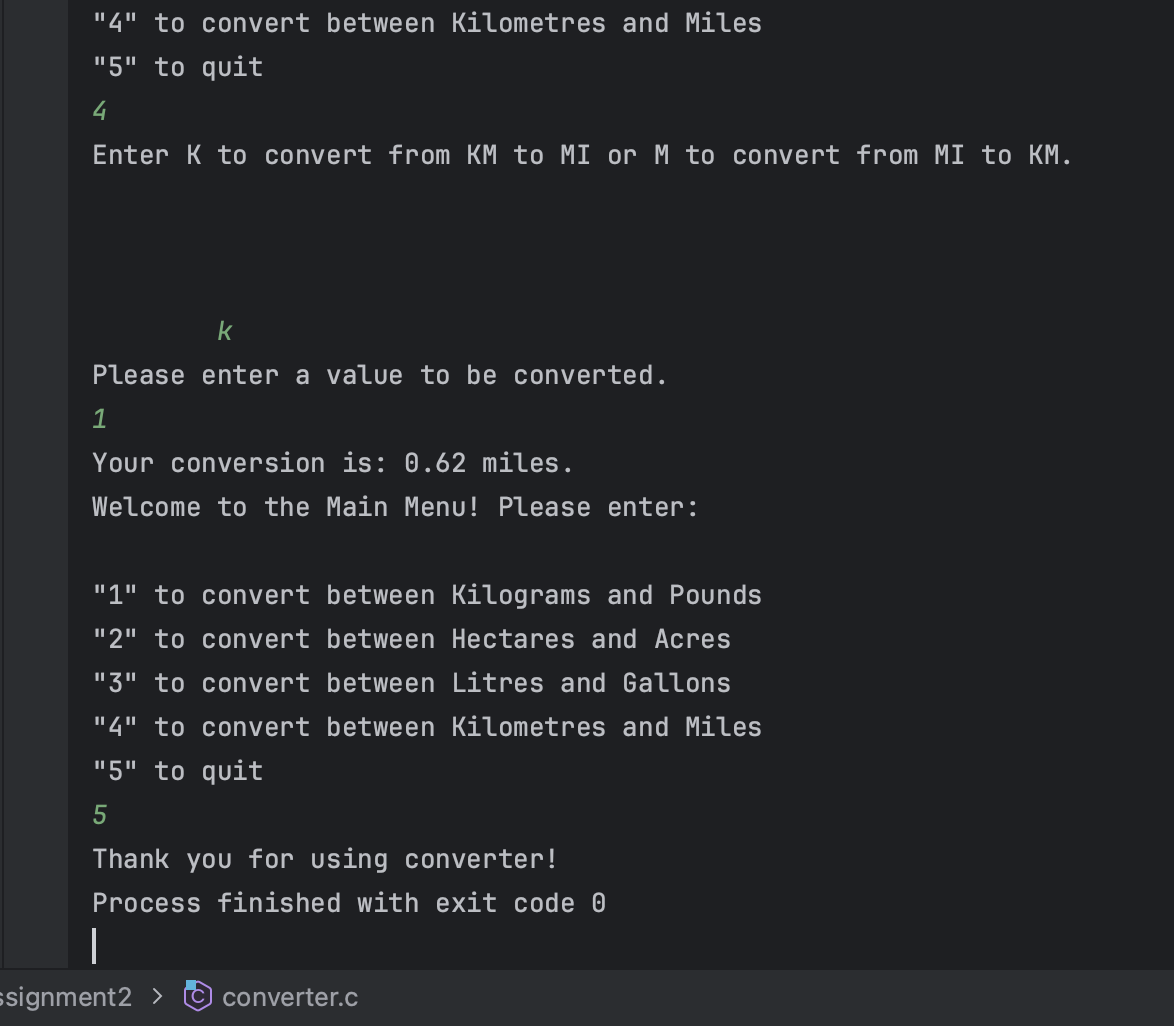 "4" to convert between Kilometres and Miles
"5" to quit
4
Enter K to convert from KM to MI or M to convert from MI to KM.
k
Please enter a value to be converted.
1
Your conversion is: 0.62 miles.
Welcome to the Main Menu! Please enter:
"1" to convert between Kilograms and Pounds
"2" to convert between Hectares and Acres
"3" to convert between Litres and Gallons
"4" to convert between Kilometres and Miles
"5" to quit
5
Thank you for using converter!
Process finished with exit code 0
ssignment2 > C converter.c